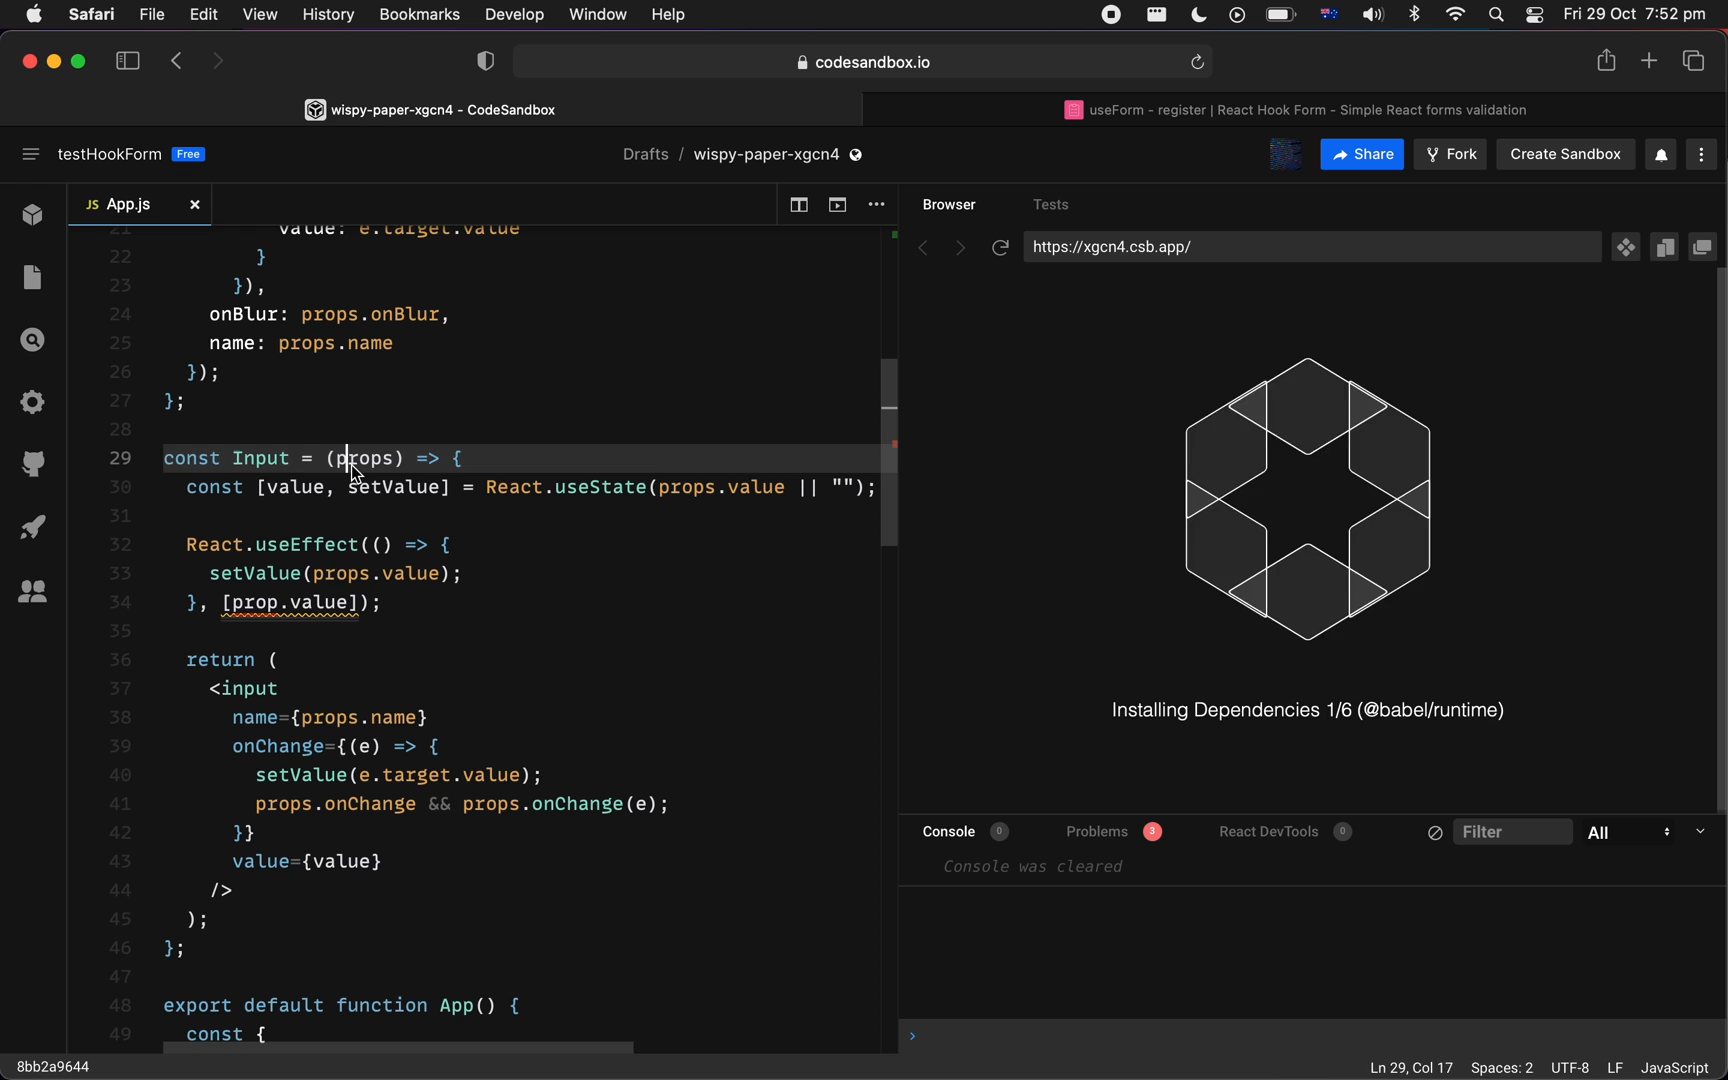 Safari File Edit View History Bookmarks Develop Window Help Fri 29 Oct 7:52 pm
codesandbox.io
wispy-paper-xgcn4 - CodeSandbox
useForm - register | React Hook Form - Simple React forms validation
testHookForm Free
Drafts / wispy-paper-xgcn4
Share Fork Create Sandbox
JS App.js
Browser Tests
https://xgcn4.csb.app/
21 value: e.target.value
22 }
23 }),
24 onBlur: props.onBlur,
25 name: props.name
26 });
27 };
28
29 const Input = (props) => {
30 const [value, setValue] = React.useState(props.value || "");
31
32 React.useEffect(() => {
33 setValue(props.value);
34 }, [prop.value]);
35
36 return (
37 <input
38 name={props.name}
39 onChange={(e) => {
40 setValue(e.target.value);
41 props.onChange && props.onChange(e);
42 }}
43 value={value}
44 />
45 );
46 };
47
48 export default function App() {
49 const {
Installing Dependencies 1/6 (@babel/runtime)
Console 0 Problems 3 React DevTools 0 Filter All
Console was cleared
›
8bb2a9644
Ln 29, Col 17 Spaces: 2 UTF-8 LF JavaScript